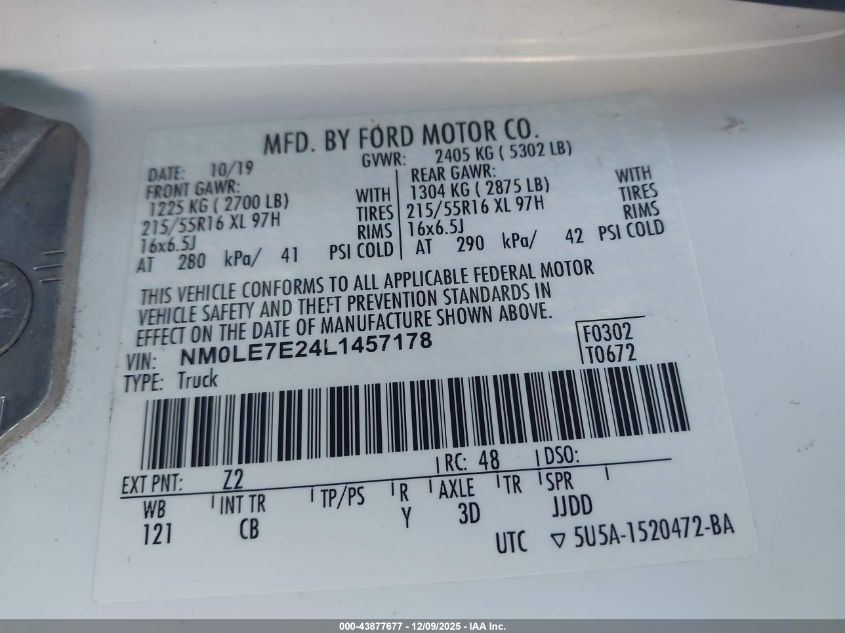 MFD. BY FORD MOTOR CO.
DATE: 10/19 GVWR: 2405 KG ( 5302 LB)
FRONT GAWR: REAR GAWR:
1225 KG ( 2700 LB) WITH 1304 KG ( 2875 LB) WITH
215/55R16 XL 97H TIRES 215/55R16 XL 97H TIRES
16x6.5J RIMS 16x6.5J RIMS
AT 280 kPa/ 41 PSI COLD AT 290 kPa/ 42 PSI COLD
THIS VEHICLE CONFORMS TO ALL APPLICABLE FEDERAL MOTOR
VEHICLE SAFETY AND THEFT PREVENTION STANDARDS IN
EFFECT ON THE DATE OF MANUFACTURE SHOWN ABOVE.
VIN: NM0LE7E24L1457178 F0302
TYPE: Truck T0672
EXT PNT: Z2 RC: 48 DSO:
WB INT TR TP/PS R AXLE TR SPR
121 CB Y 3D JJDD
UTC ▽ 5U5A-1520472-BA
000-43877677 - 12/09/2025 - IAA Inc.